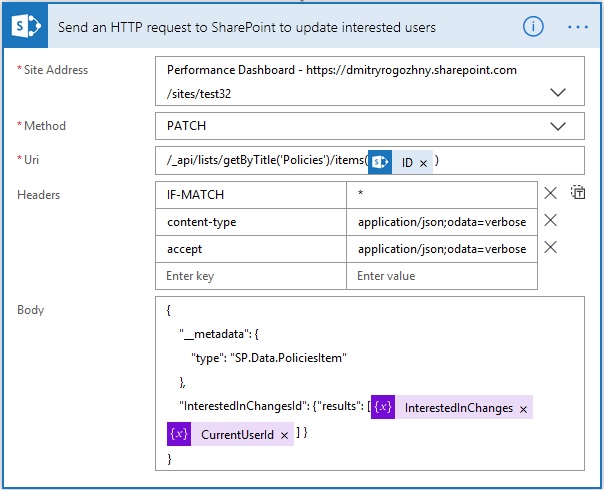 Send an HTTP request to SharePoint to update interested users
* Site Address
Performance Dashboard - https://dmitryrogozhny.sharepoint.com
/sites/test32
* Method
PATCH
* Uri
/_api/lists/getByTitle('Policies')/items( ID × )
Headers
IF-MATCH *
content-type application/json;odata=verbose
accept application/json;odata=verbose
Enter key Enter value
Body
{
"__metadata": {
"type": "SP.Data.PoliciesItem"
},
"InterestedInChangesId": {"results": [ {x} InterestedInChanges ×
{x} CurrentUserId × ] }
}